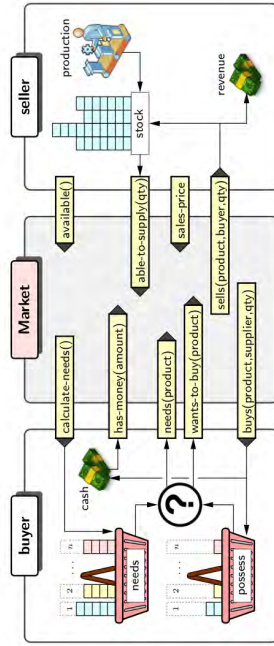 buyer
Market
seller
calculate-needs()
available()
production
cash
has-money(amount)
able-to-supply(qty)
stock
needs(product)
sales-price
wants-to-buy(product)
sells(product,buyer,qty)
revenue
buys(product,supplier,qty)
?
1
2
n
needs
1
2
n
possess